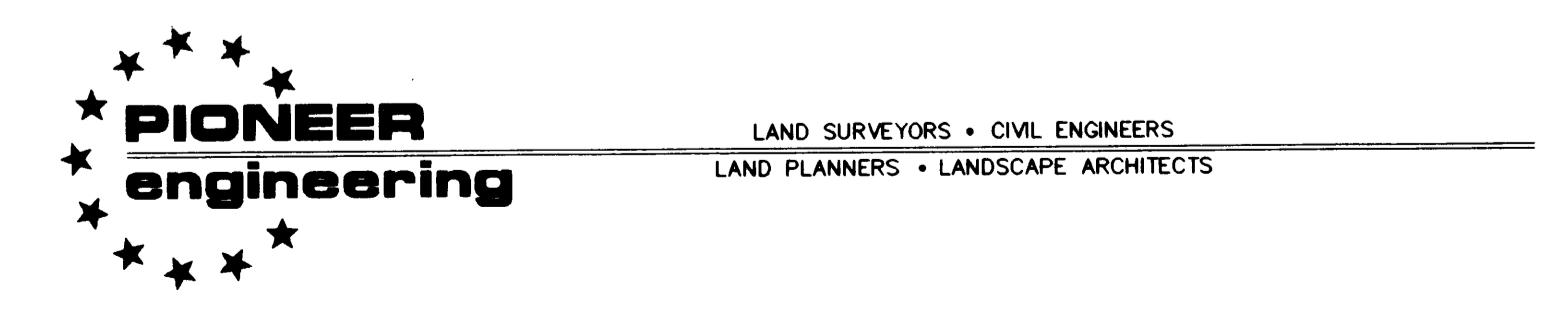 PIONEER
engineering
LAND SURVEYORS • CIVIL ENGINEERS
LAND PLANNERS • LANDSCAPE ARCHITECTS